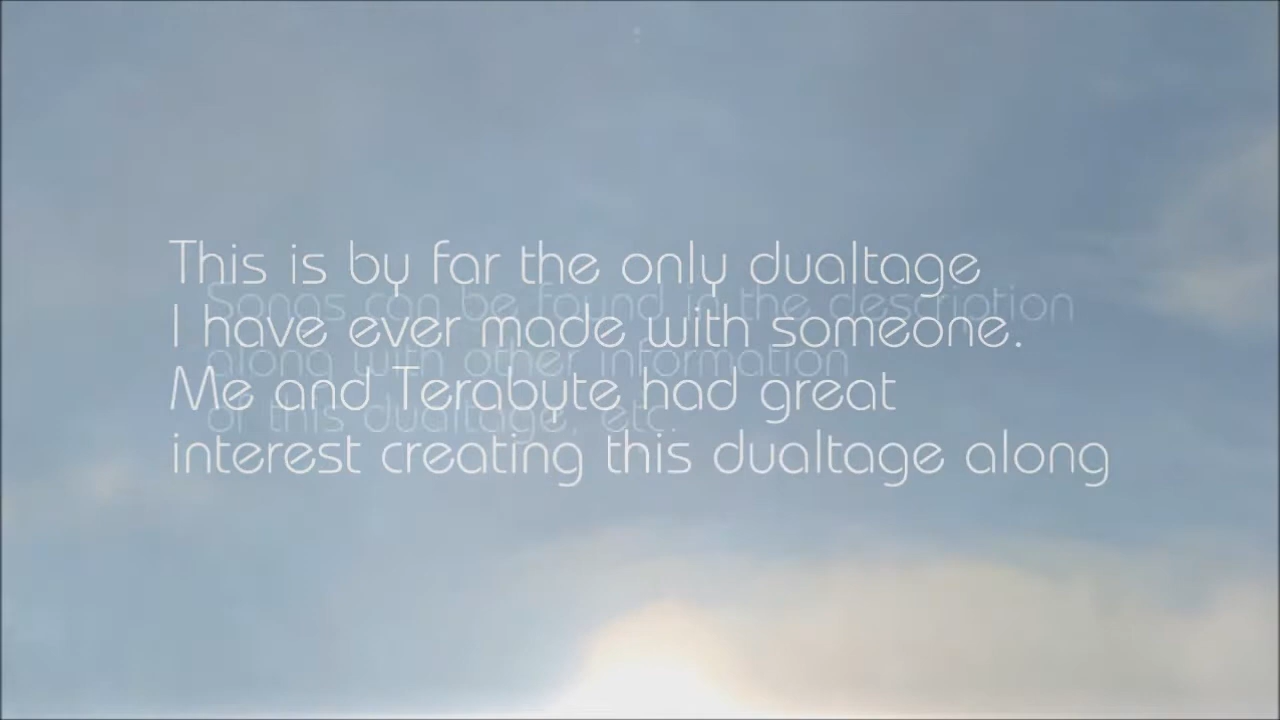 This is by far the only dualtage
I have ever made with someone.
Me and Terabyte had great
interest creating this dualtage along
Songs can be found in the description
along with other information
of this dualtage, etc.